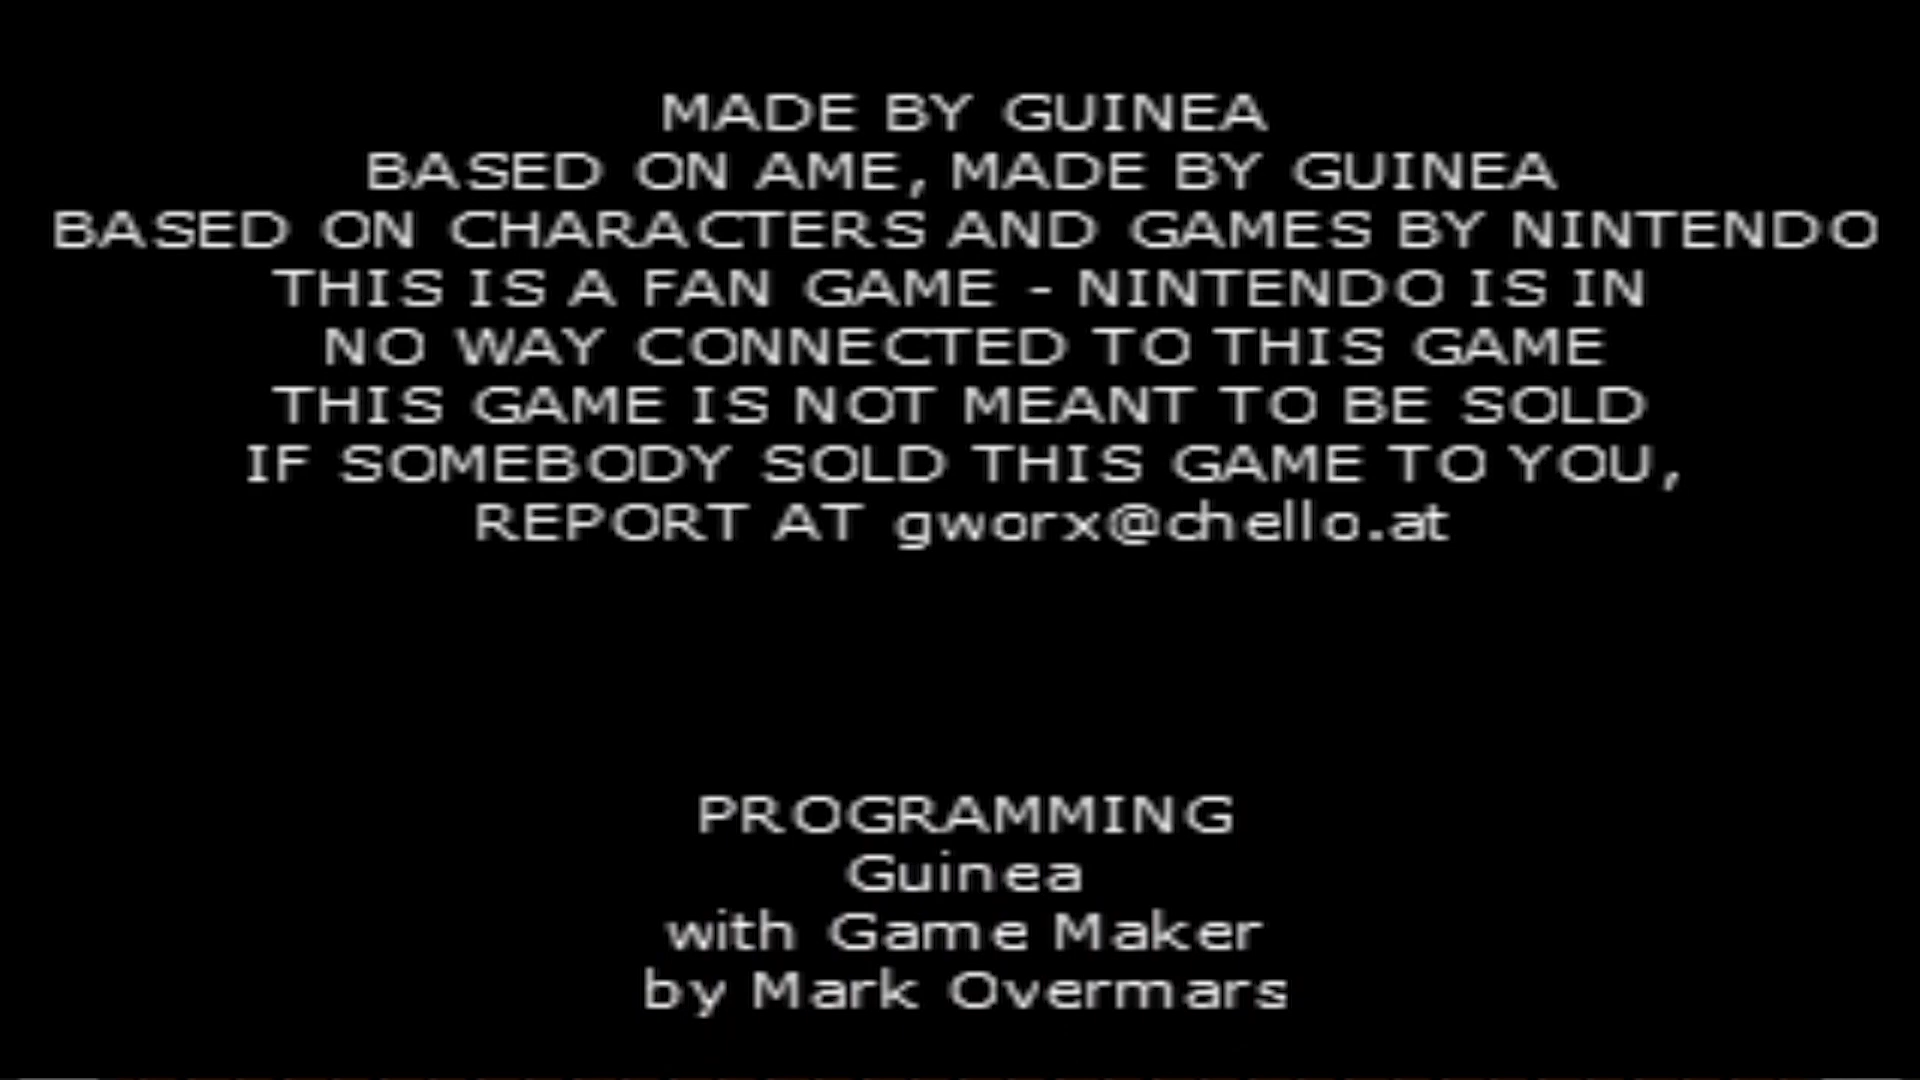 MADE BY GUINEA
BASED ON AME, MADE BY GUINEA
BASED ON CHARACTERS AND GAMES BY NINTENDO
THIS IS A FAN GAME - NINTENDO IS IN
NO WAY CONNECTED TO THIS GAME
THIS GAME IS NOT MEANT TO BE SOLD
IF SOMEBODY SOLD THIS GAME TO YOU,
REPORT AT gworx@chello.at
PROGRAMMING
Guinea
with Game Maker
by Mark Overmars